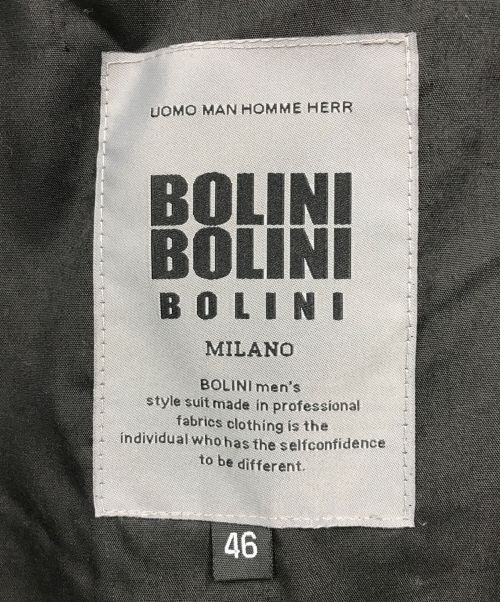 UOMO MAN HOMME HERR
BOLINI
BOLINI
BOLINI
MILANO
BOLINI men's
style suit made in professional
fabrics clothing is the
individual who has the selfconfidence
to be different.
46